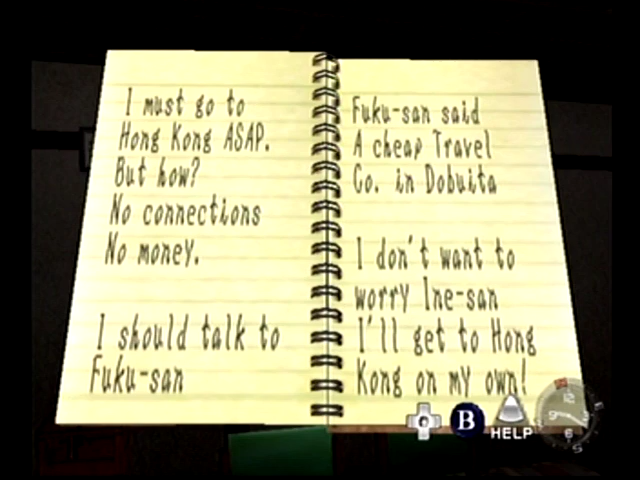 I must go to
Hong Kong ASAP.
But how?
No connections
No money.
I should talk to
Fuku-san
Fuku-san said
A cheap Travel
Co. in Dobuita
I don't want to
worry Ine-san
I'll get to Hong
Kong on my own!
B
HELP